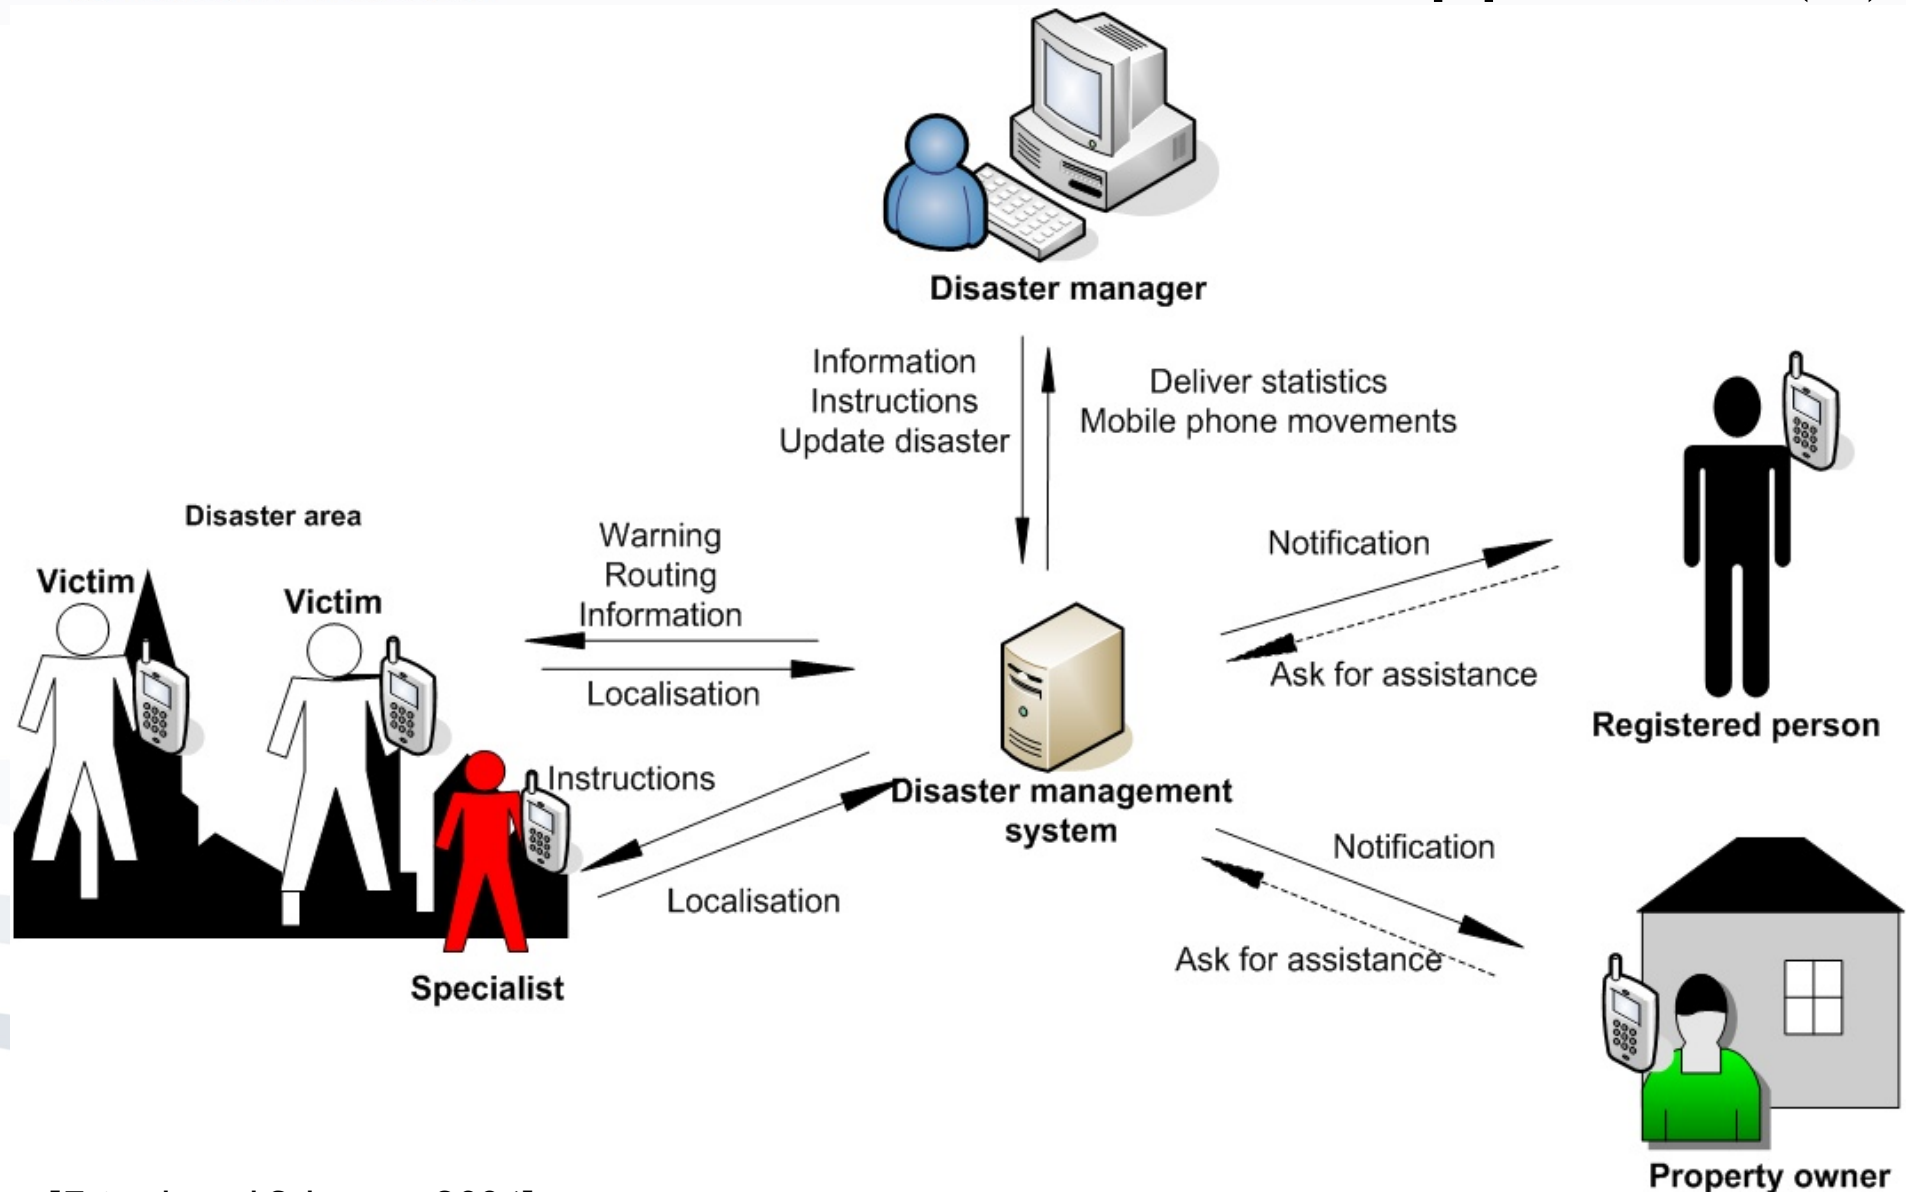 Disaster manager
Information
Instructions
Update disaster
Deliver statistics
Mobile phone movements
Disaster area
Warning
Routing
Information
Notification
Victim
Victim
Localisation
Ask for assistance
Registered person
Instructions
Disaster management
system
Notification
Localisation
Ask for assistance
Specialist
Property owner